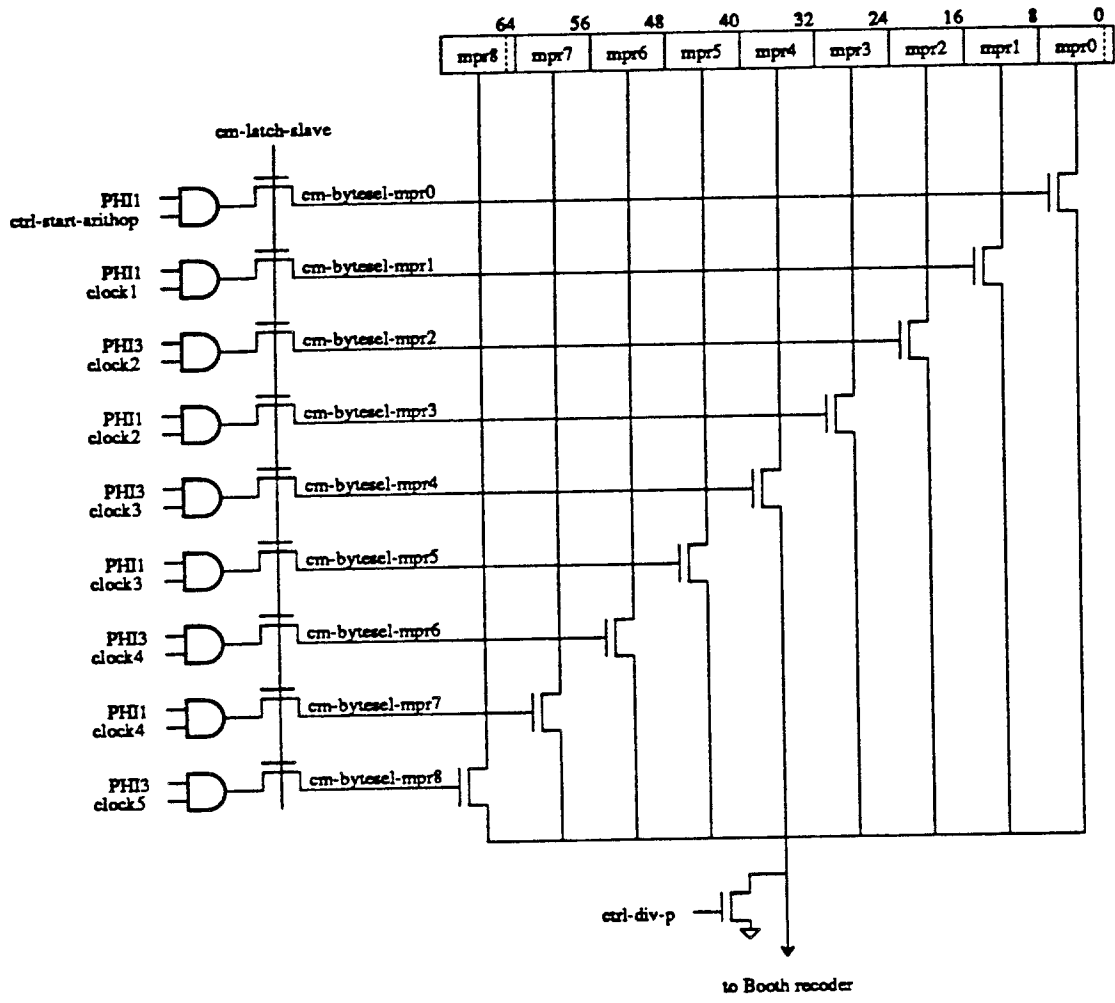 64 56 48 40 32 24 16 8 0
mpr8 mpr7 mpr6 mpr5 mpr4 mpr3 mpr2 mpr1 mpr0
cm-latch-slave
PHI1
ctrl-start-arithop
cm-bytesel-mpr0
PHI1
clock1
cm-bytesel-mpr1
PHI3
clock2
cm-bytesel-mpr2
PHI1
clock2
cm-bytesel-mpr3
PHI3
clock3
cm-bytesel-mpr4
PHI1
clock3
cm-bytesel-mpr5
PHI3
clock4
cm-bytesel-mpr6
PHI1
clock4
cm-bytesel-mpr7
PHI3
clock5
cm-bytesel-mpr8
ctrl-div-p
to Booth recoder